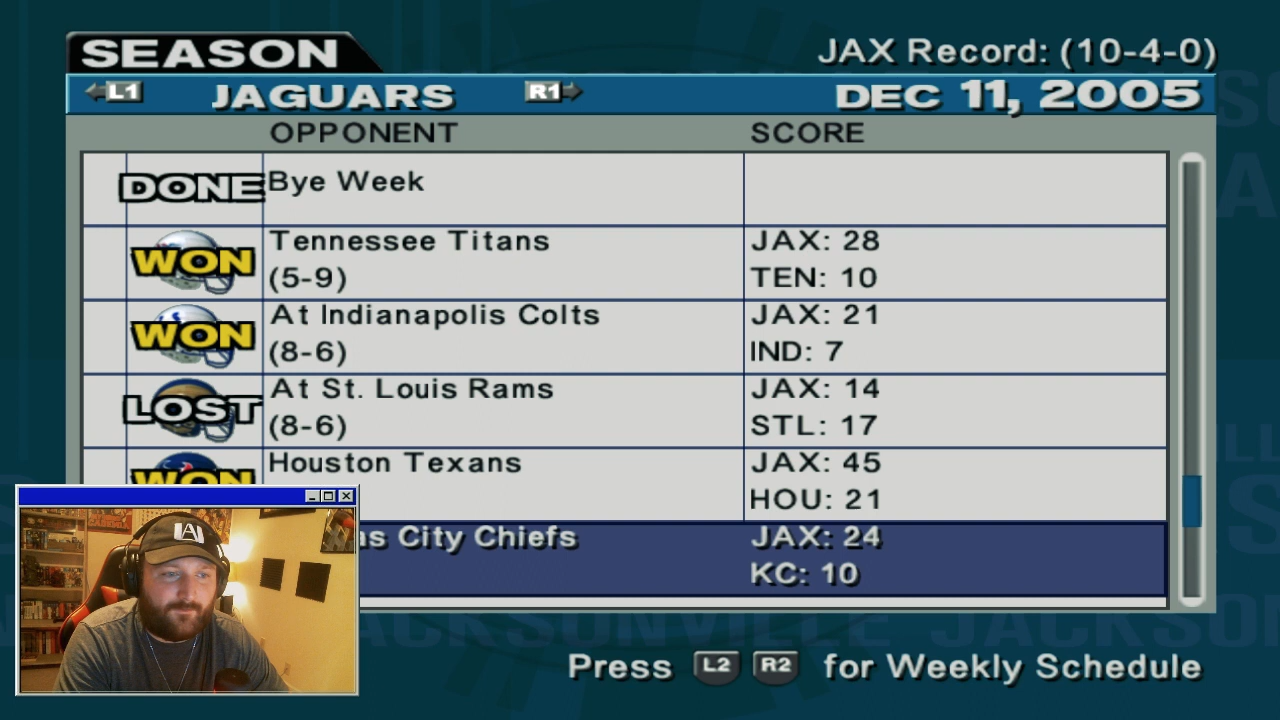 SEASON
JAX Record: (10-4-0)
L1 JAGUARS R1 DEC 11, 2005
OPPONENT SCORE
DONE Bye Week
WON Tennessee Titans JAX: 28
(5-9) TEN: 10
WON At Indianapolis Colts JAX: 21
(8-6) IND: 7
LOST At St. Louis Rams JAX: 14
(8-6) STL: 17
WON Houston Texans JAX: 45
HOU: 21
as City Chiefs JAX: 24
KC: 10
JACKSONVILLE JACKSON
Press L2 R2 for Weekly Schedule